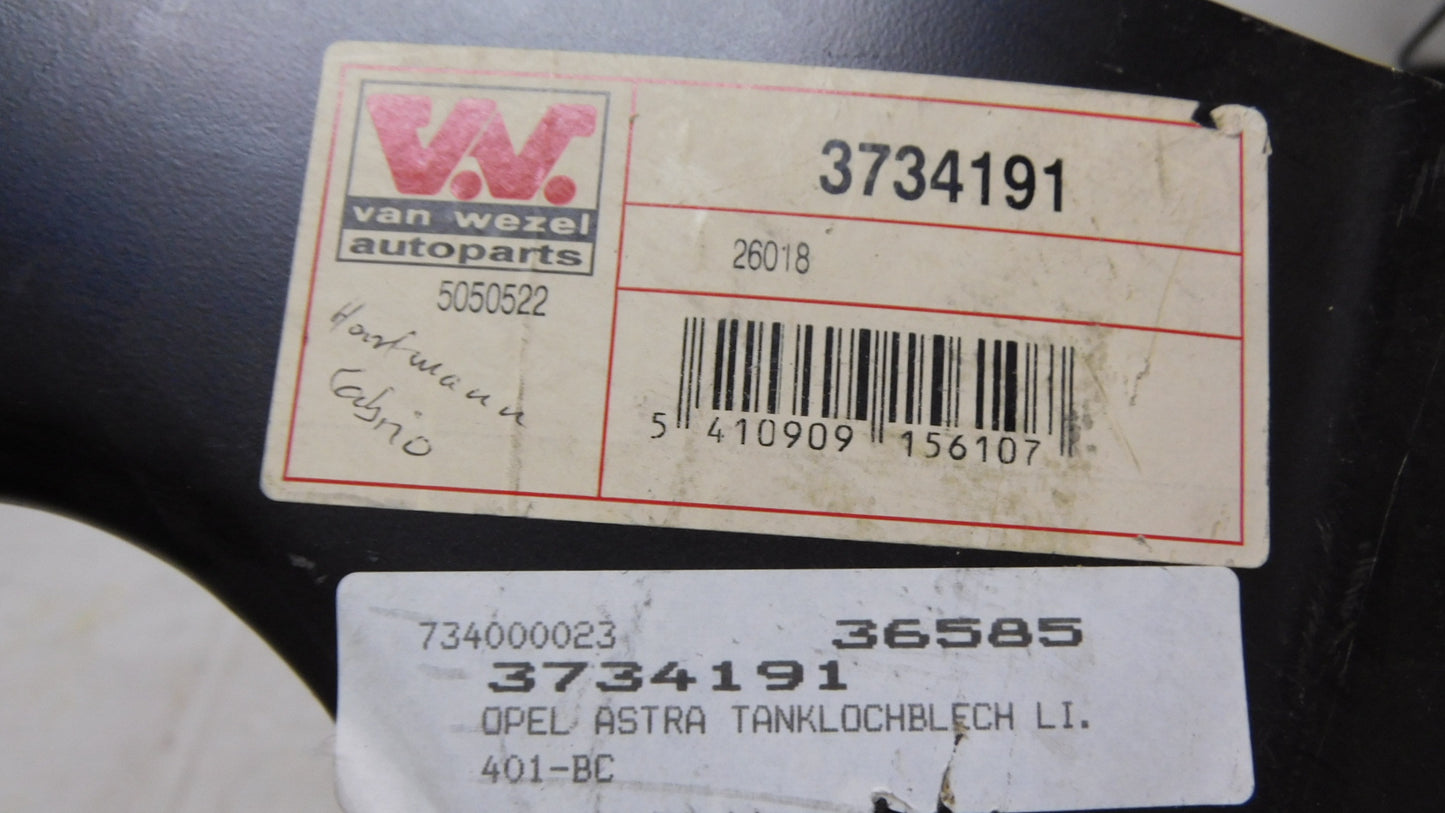 V.V.
van wezel
autoparts
5050522
Hartmann
Cabrio
3734191
26018
5 410909 156107
734000023 36585
3734191
OPEL ASTRA TANKLOCHBLECH LI.
401-BC